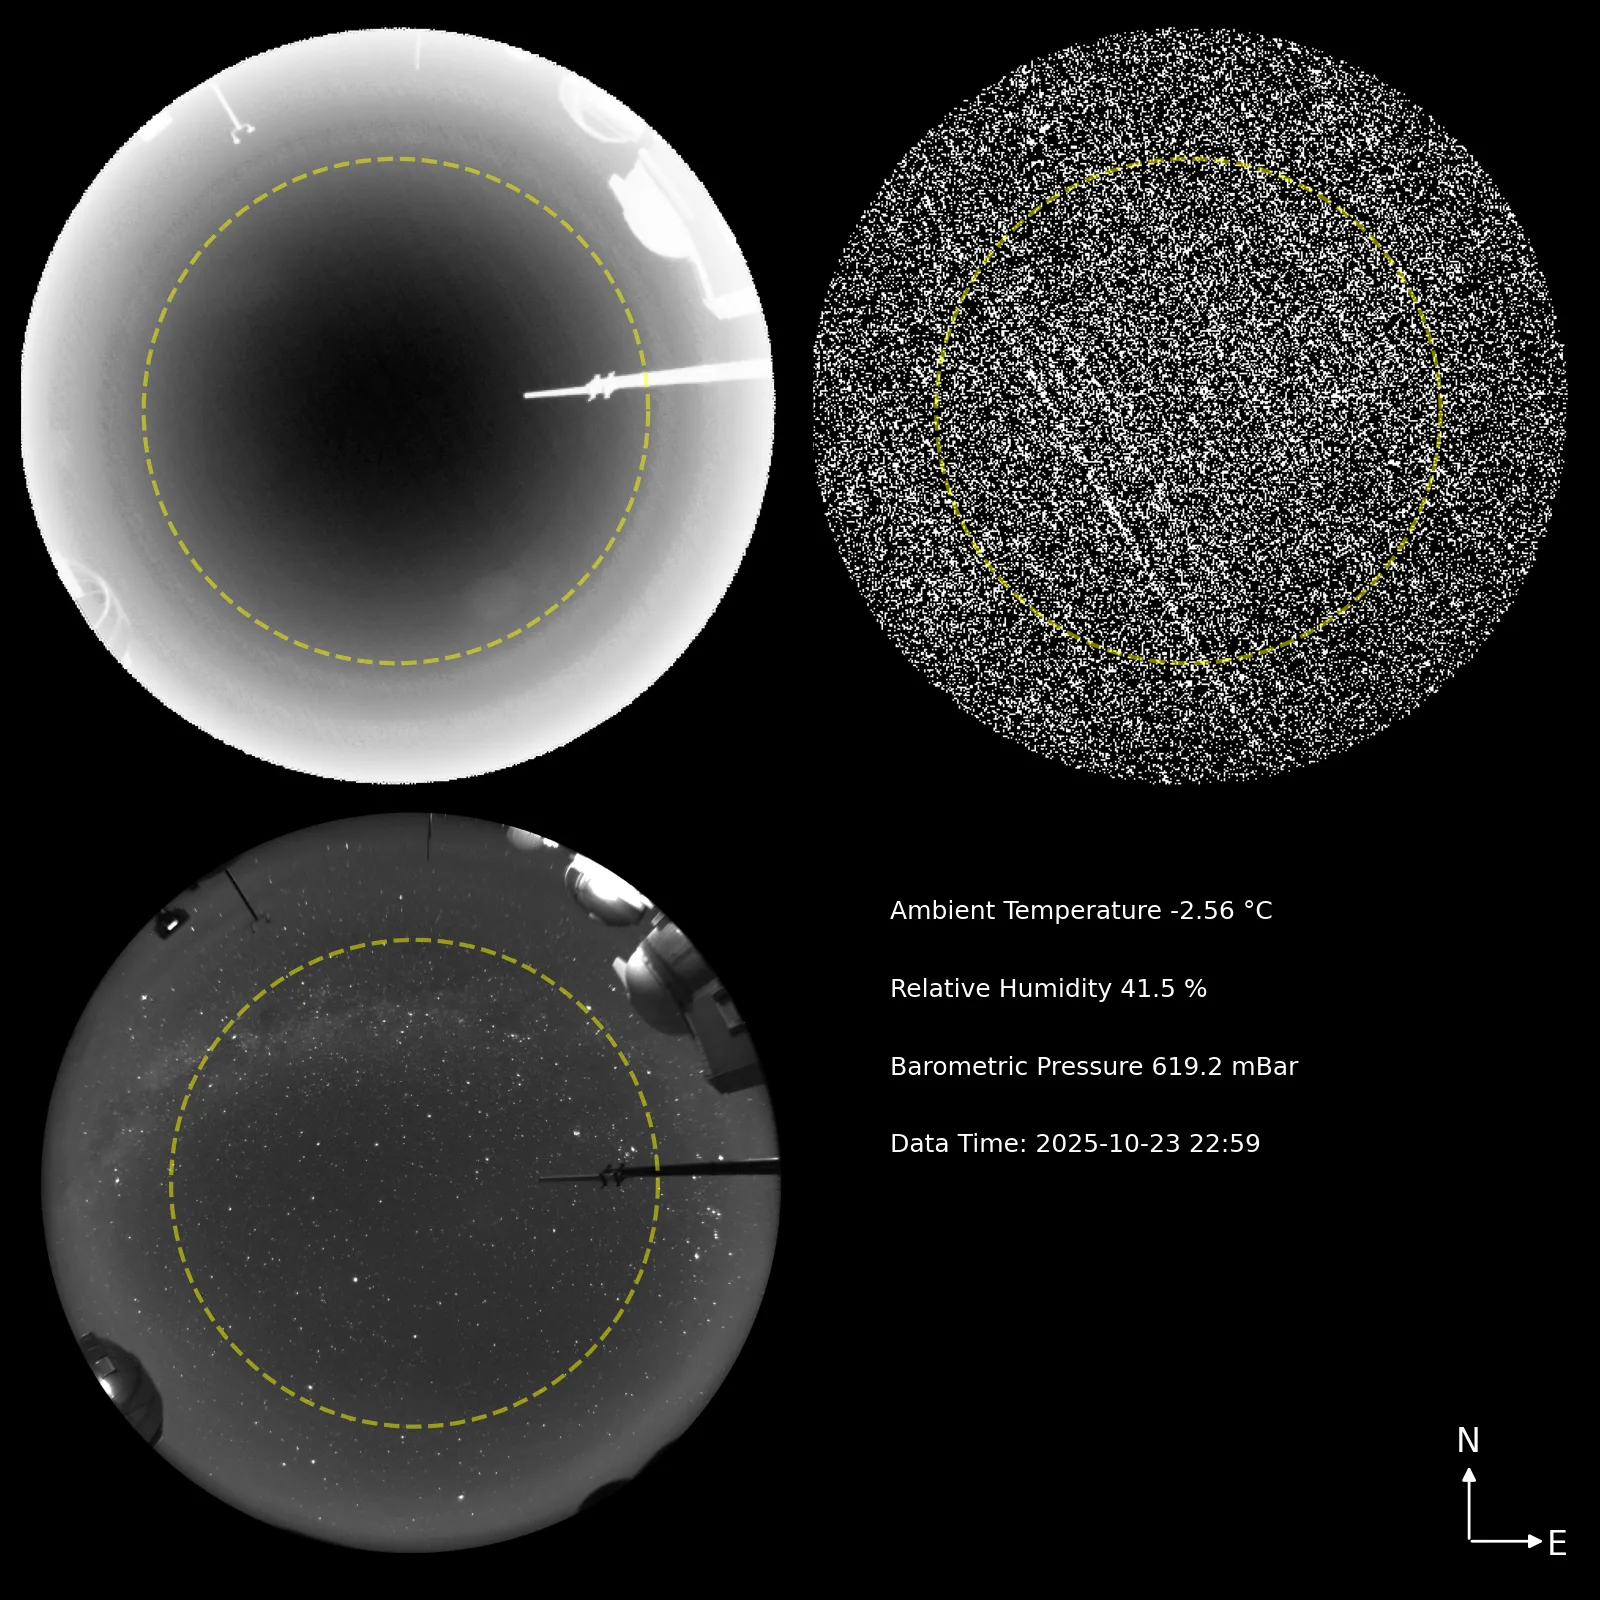 Ambient Temperature -2.56 °C
Relative Humidity 41.5 %
Barometric Pressure 619.2 mBar
Data Time: 2025-10-23 22:59
N
E